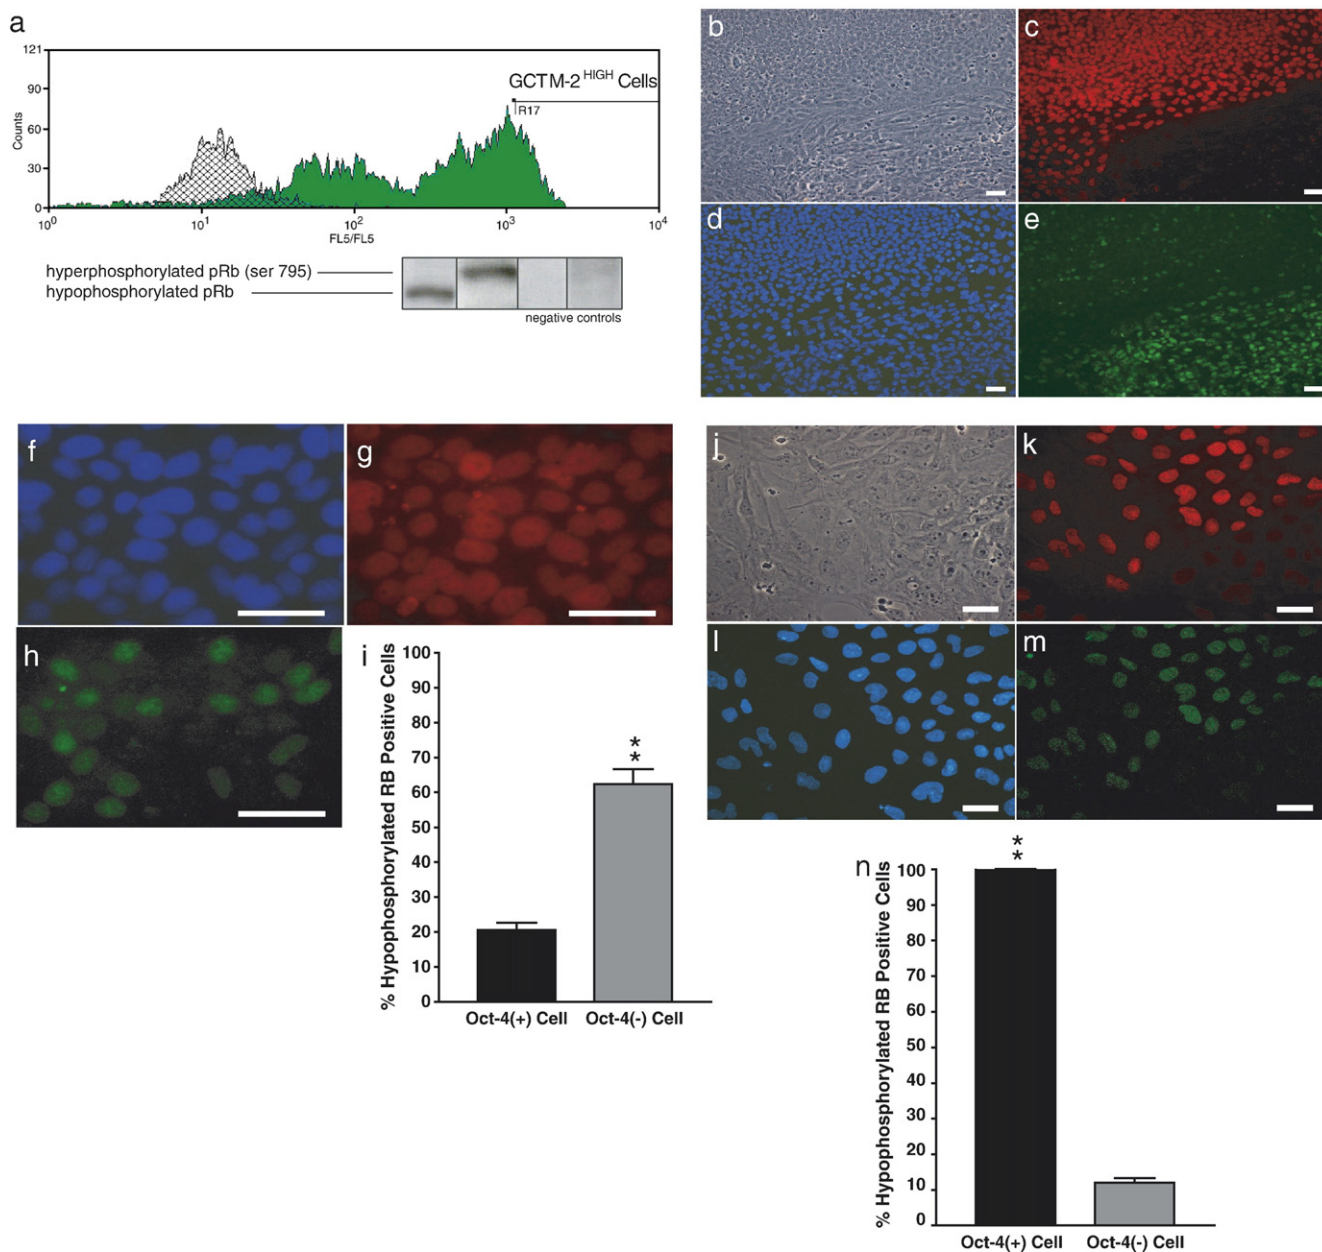 a
121
90
60
30
0
Counts
GCTM-2 HIGH Cells
R17
10⁰ 10¹ 10² 10³ 10⁴
FL5/FL5
hyperphosphorylated pRb (ser 795)
hypophosphorylated pRb
negative controls
b
c
d
e
f
g
h
i
% Hypophosphorylated RB Positive Cells
100
90
80
70
60
50
40
30
20
10
0
*
*
Oct-4(+) Cell Oct-4(-) Cell
j
k
l
m
n
% Hypophosphorylated RB Positive Cells
100
90
80
70
60
50
40
30
20
10
0
*
*
Oct-4(+) Cell Oct-4(-) Cell